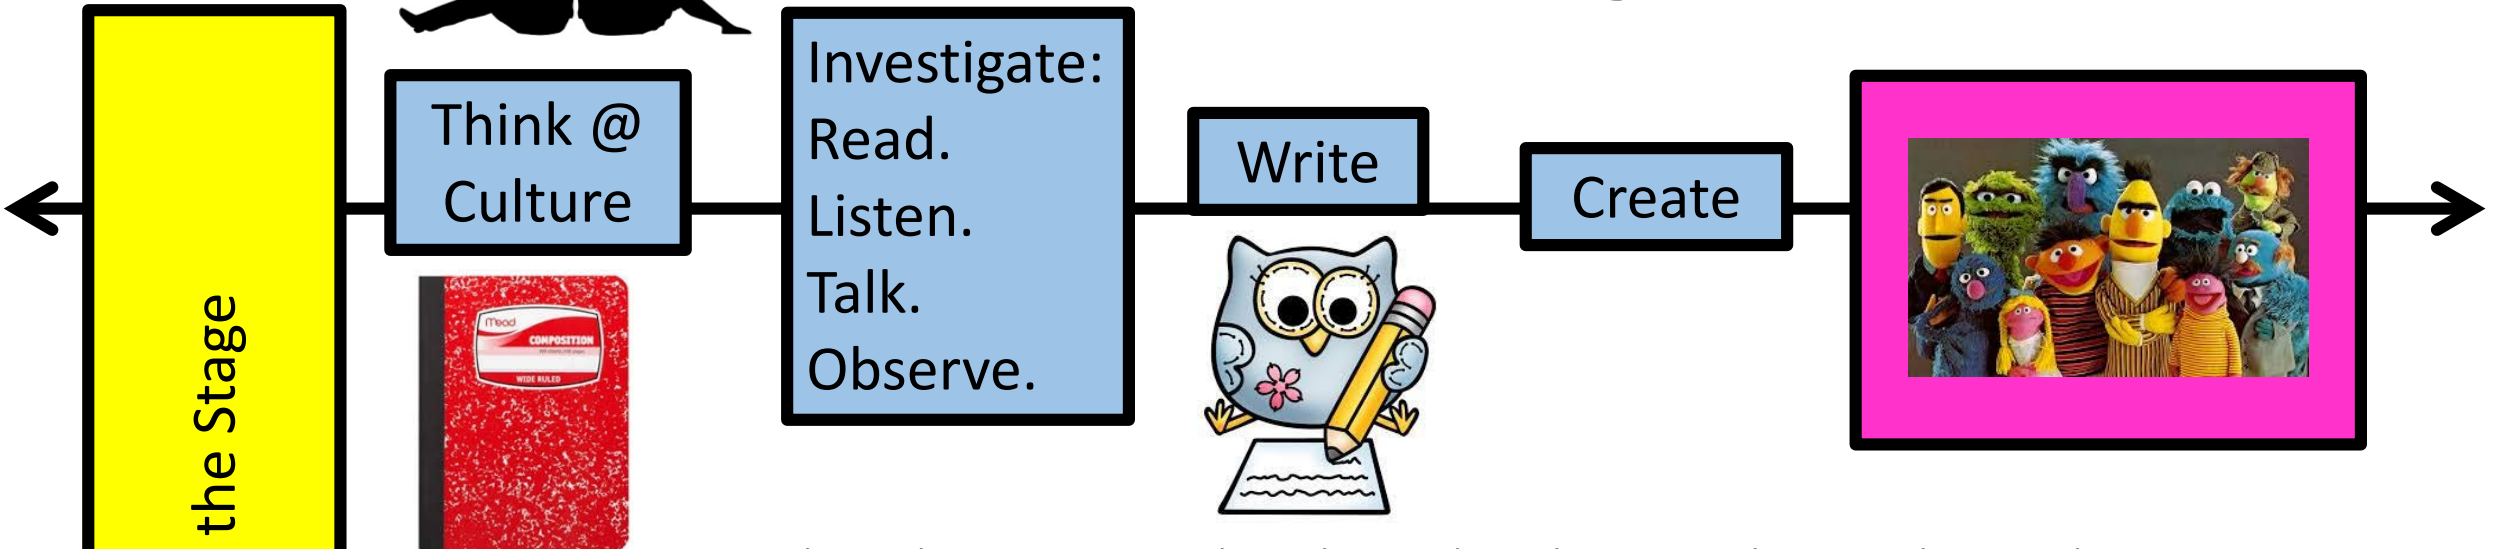 the Stage
Think @
Culture
Investigate:
Read.
Listen.
Talk.
Observe.
Write
Create
Mead
COMPOSITION
WIDE RULED